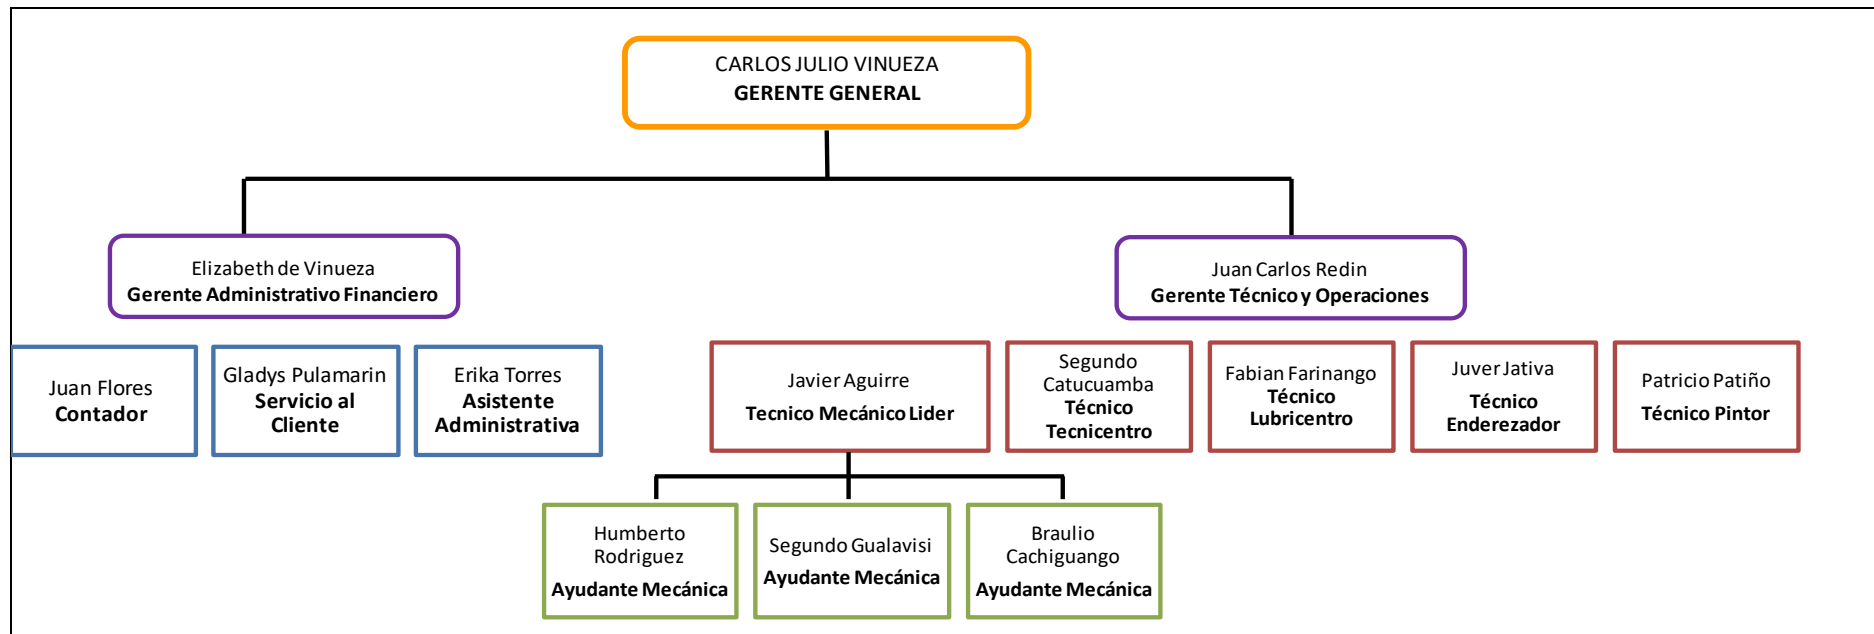 CARLOS JULIO VINUEZA
GERENTE GENERAL
Elizabeth de Vinueza
Gerente Administrativo Financiero
Juan Carlos Redin
Gerente Técnico y Operaciones
Juan Flores
Contador
Gladys Pulamarin
Servicio al
Cliente
Erika Torres
Asistente
Administrativa
Javier Aguirre
Tecnico Mecánico Lider
Segundo
Catucuamba
Técnico
Tecnicentro
Fabian Farinango
Técnico
Lubricentro
Juver Jativa
Técnico
Enderezador
Patricio Patiño
Técnico Pintor
Humberto
Rodriguez
Ayudante Mecánica
Segundo Gualavisi
Ayudante Mecánica
Braulio
Cachiguango
Ayudante Mecánica